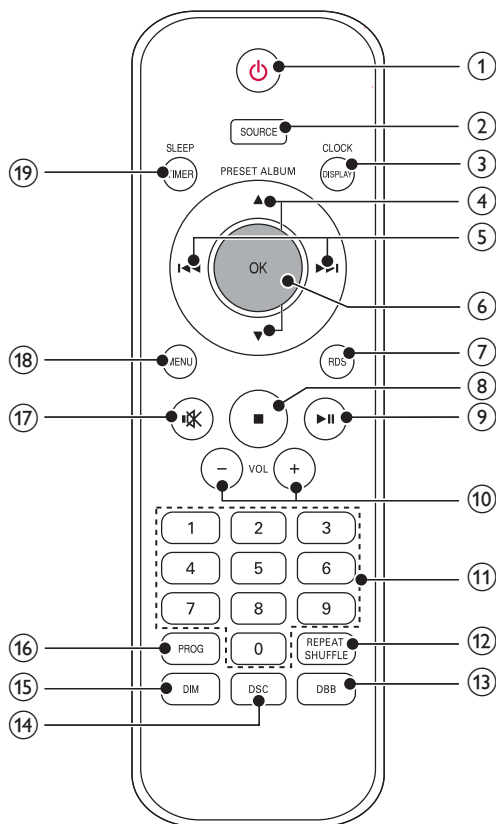 ①
SOURCE
②
SLEEP
CLOCK
③
⑲
TIMER
PRESET ALBUM
DISPLAY
④
⑤
OK
⑥
⑦
⑱
MENU
RDS
⑧
⑰
⑨
VOL
⑩
1 2 3
4 5 6
⑪
7 8 9
⑫
⑯
PROG
0
REPEAT
SHUFFLE
⑮
DIM
DSC
DBB
⑬
⑭